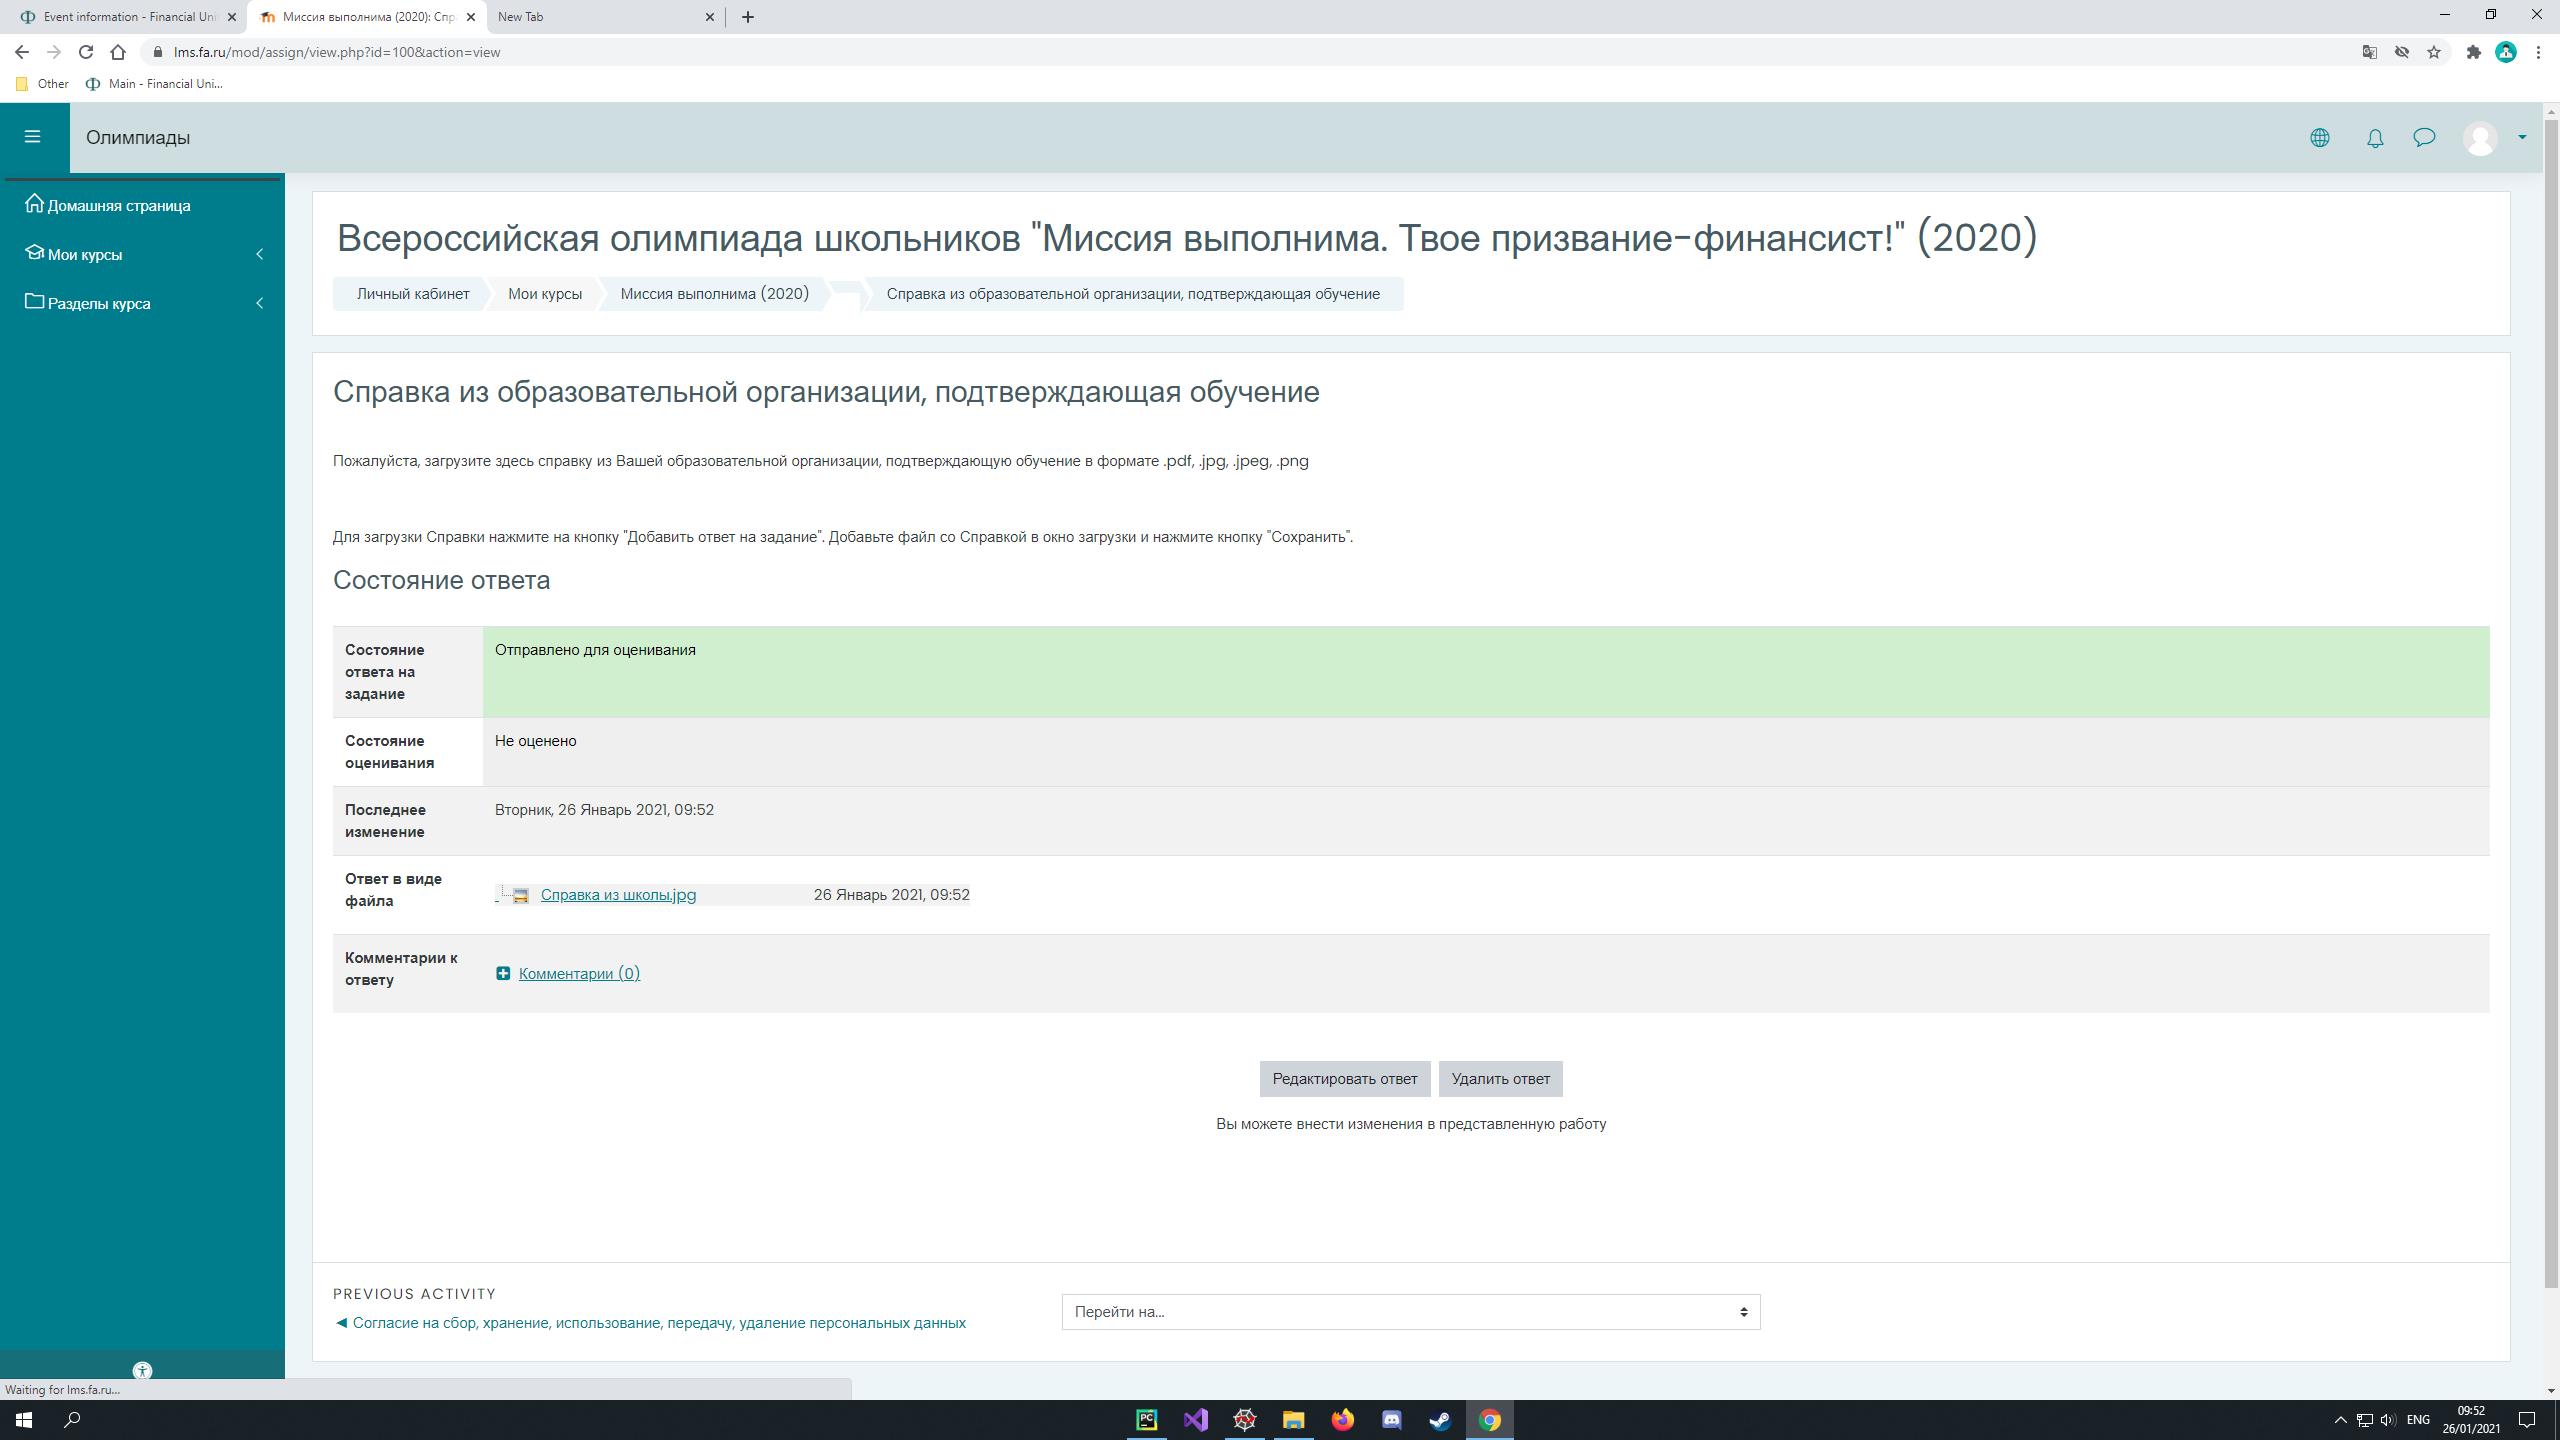 Event information - Financial Uni
Миссия выполнима (2020): Спр
New Tab
lms.fa.ru/mod/assign/view.php?id=100&action=view
Other
Main - Financial Uni...
Олимпиады
Домашняя страница
Мои курсы
Разделы курса
Всероссийская олимпиада школьников "Миссия выполнима. Твое призвание-финансист!" (2020)
Личный кабинет
Мои курсы
Миссия выполнима (2020)
Справка из образовательной организации, подтверждающая обучение
Справка из образовательной организации, подтверждающая обучение
Пожалуйста, загрузите здесь справку из Вашей образовательной организации, подтверждающую обучение в формате .pdf, .jpg, .jpeg, .png
Для загрузки Справки нажмите на кнопку "Добавить ответ на задание". Добавьте файл со Справкой в окно загрузки и нажмите кнопку "Сохранить".
Состояние ответа
Состояние
ответа на
задание
Отправлено для оценивания
Состояние
оценивания
Не оценено
Последнее
изменение
Вторник, 26 Январь 2021, 09:52
Ответ в виде
файла
Справка из школы.jpg
26 Январь 2021, 09:52
Комментарии к
ответу
Комментарии (0)
Редактировать ответ
Удалить ответ
Вы можете внести изменения в представленную работу
PREVIOUS ACTIVITY
◄ Согласие на сбор, хранение, использование, передачу, удаление персональных данных
Перейти на...
Waiting for lms.fa.ru...
PC
ENG
09:52
26/01/2021